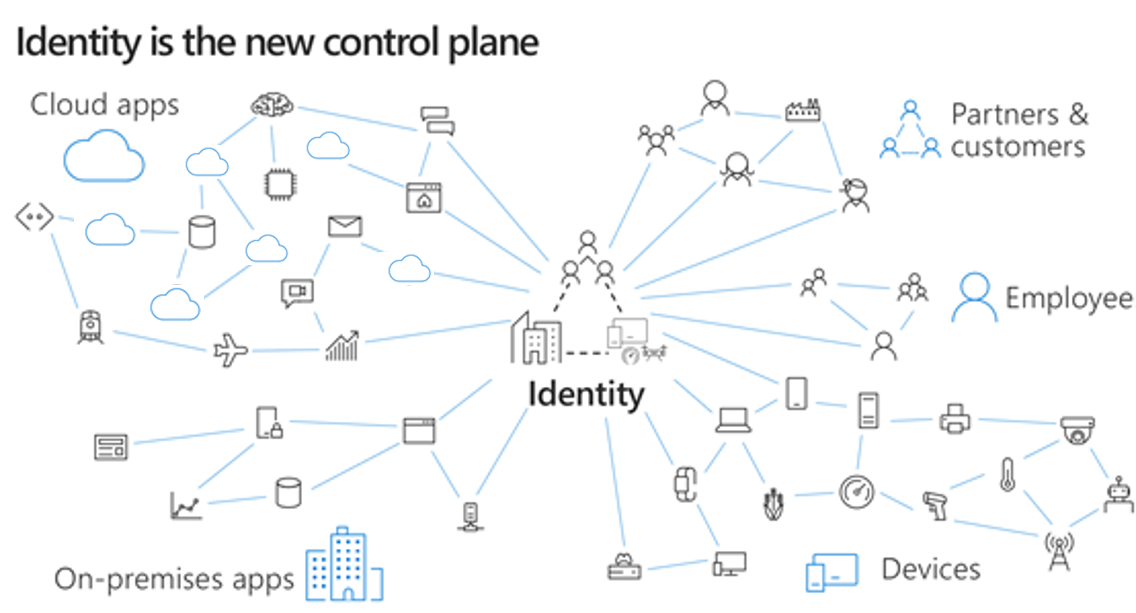 Identity is the new control plane
Cloud apps
Partners &
customers
Employee
Identity
On-premises apps
Devices